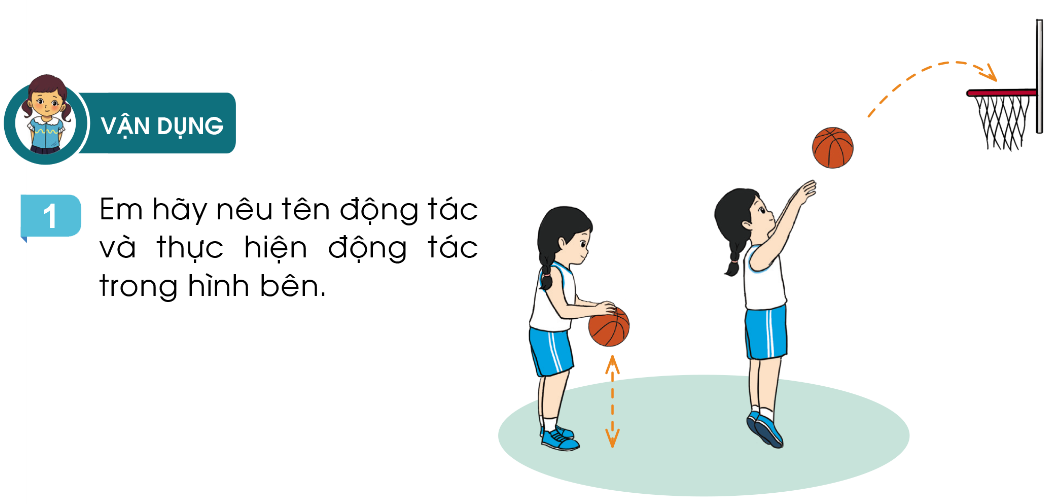 VẬN DỤNG
1
Em hãy nêu tên động tác
và thực hiện động tác
trong hình bên.